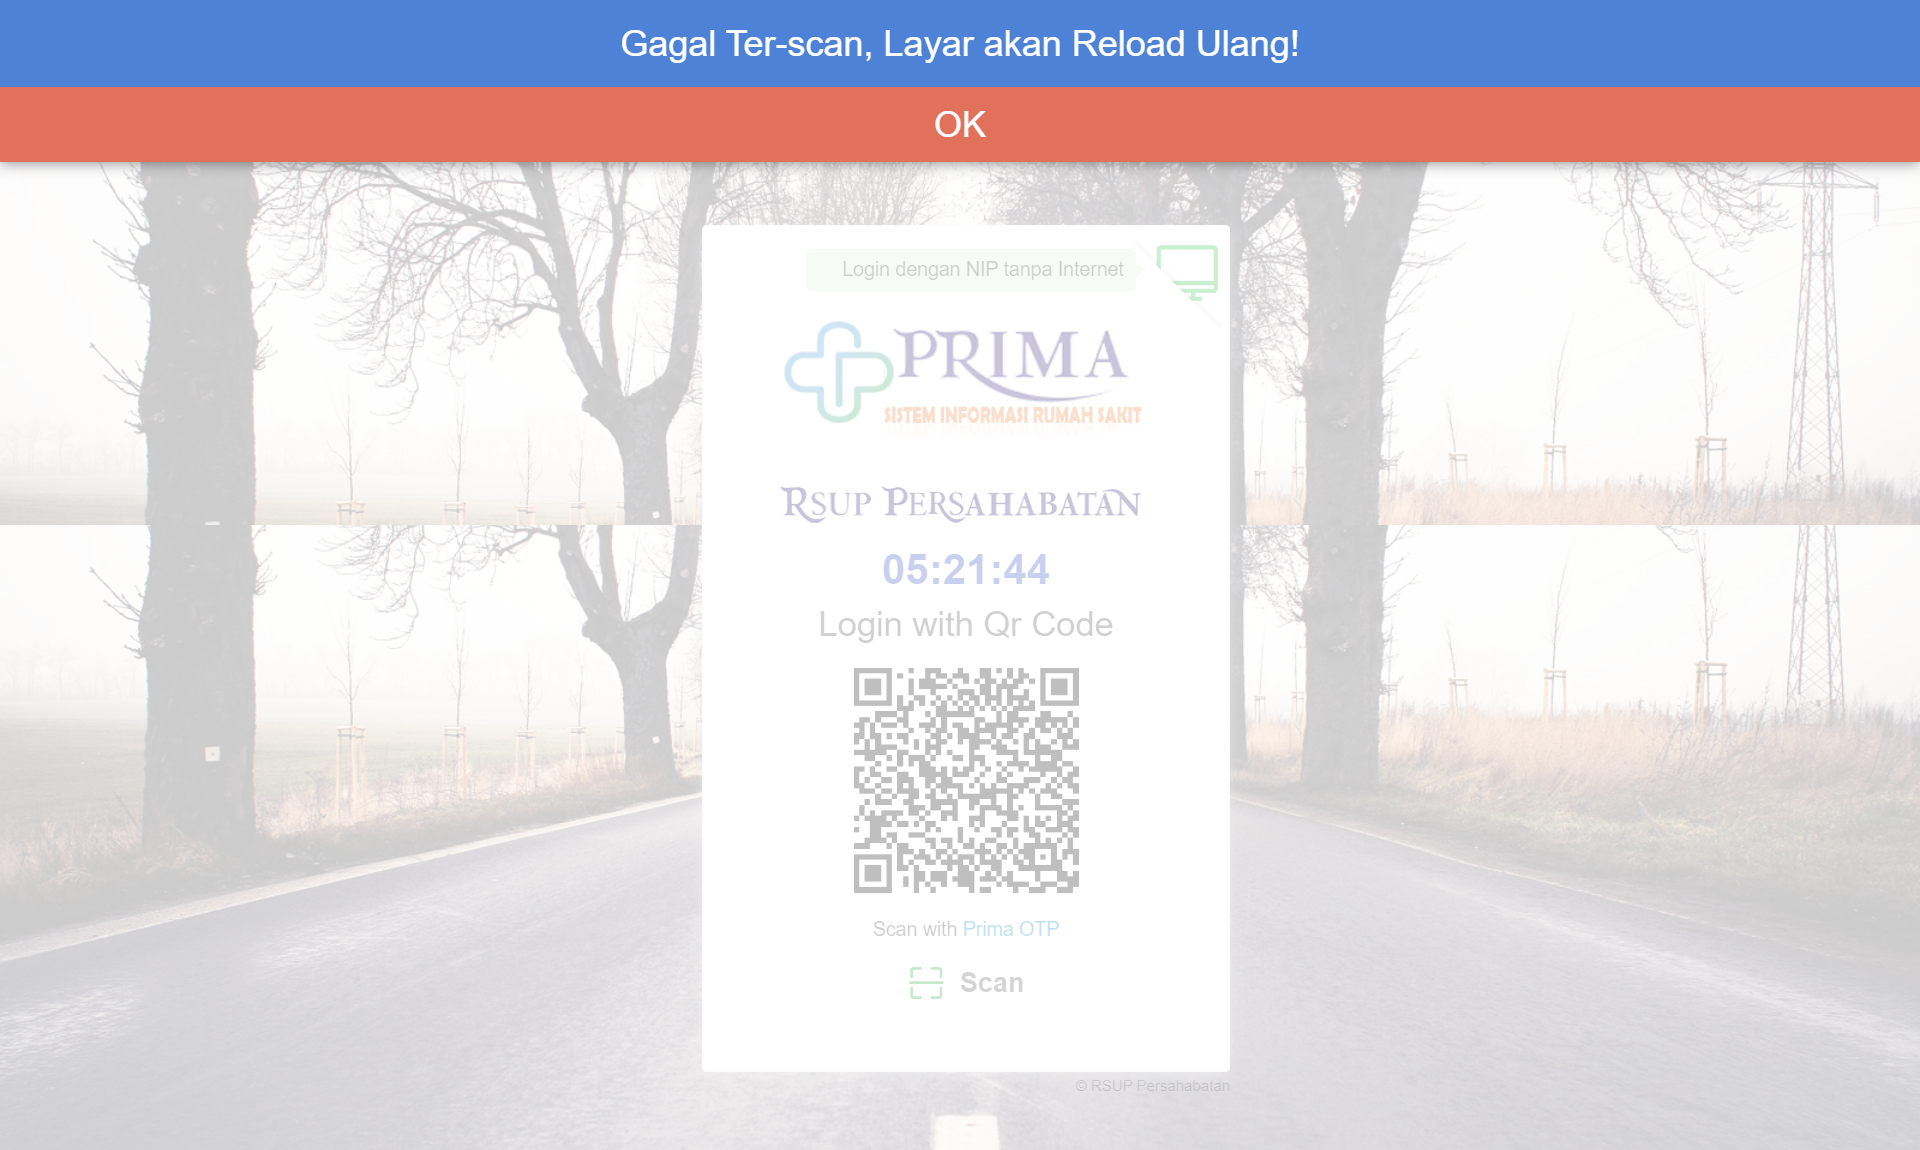 Gagal Ter-scan, Layar akan Reload Ulang!
OK
Login dengan NIP tanpa Internet
PRIMA
SISTEM INFORMASI RUMAH SAKIT
RSUP PERSAHABATAN
05:21:44
Login with Qr Code
Scan with Prima OTP
Scan
© RSUP Persahabatan